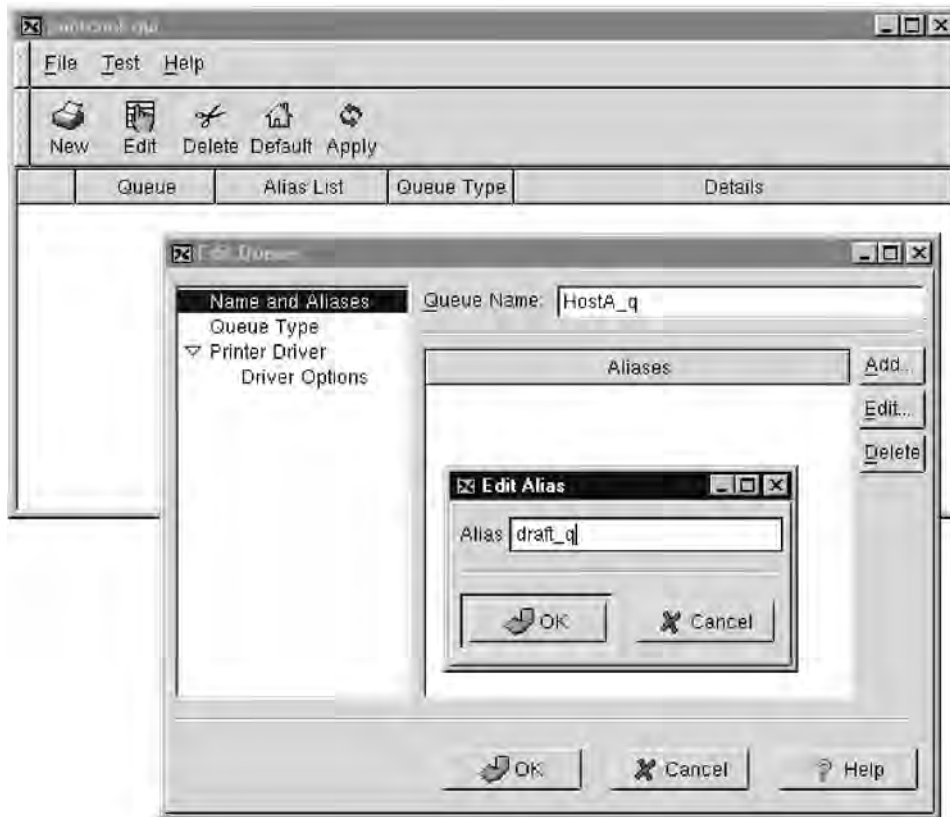 File Test Help
New Edit Delete Default Apply
Queue Alias List Queue Type Details
Name and Aliases
Queue Type
Printer Driver
Driver Options
Queue Name: HostA_q
Aliases
Add...
Edit...
Delete
Edit Alias
Alias draft_q
OK Cancel
OK Cancel Help